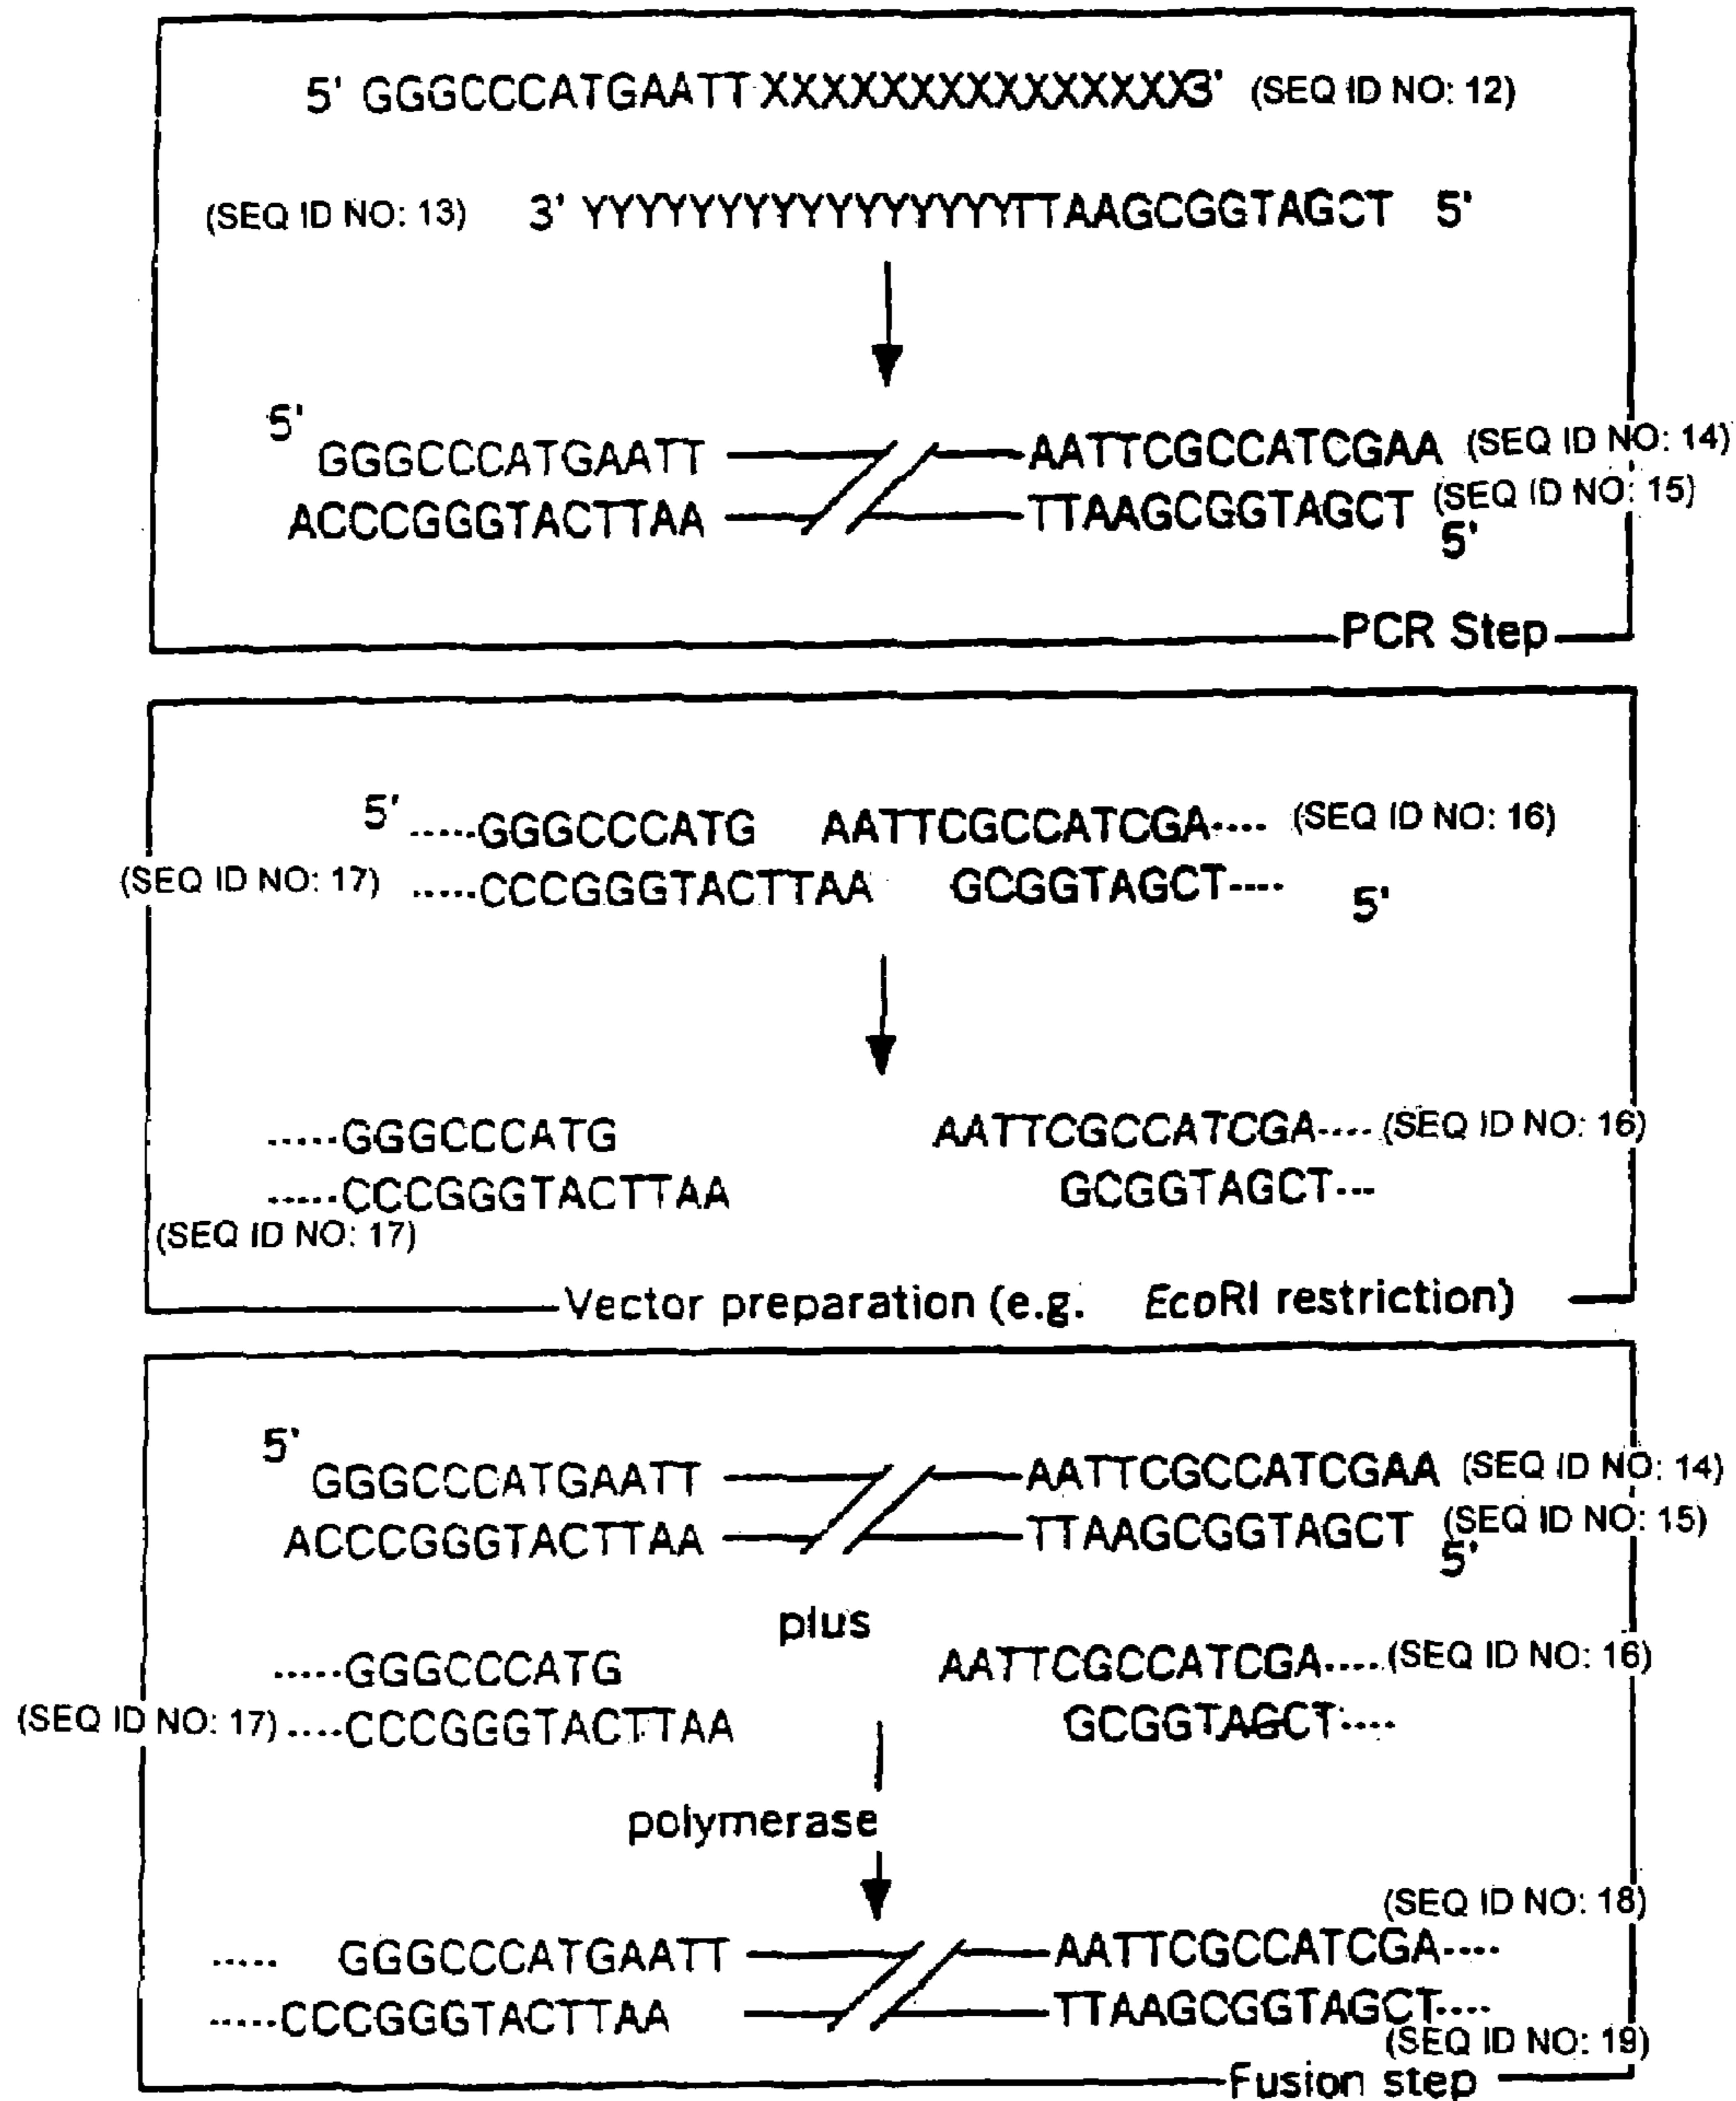 5' GGGCCCATGAATTXXXXXXXXXXXXXXXX3' (SEQ ID NO: 12)
(SEQ ID NO: 13) 3' YYYYYYYYYYYYYYYYTTAAGCGGTAGCT 5'
5'
GGGCCCATGAATT AATTCGCCATCGAA (SEQ ID NO: 14)
ACCCGGGTACTTAA TTAAGCGGTAGCT (SEQ ID NO: 15)
5'
PCR Step
5' .....GGGCCCATG AATTCGCCATCGA.... (SEQ ID NO: 16)
(SEQ ID NO: 17) .....CCCGGGTACTTAA GCGGTAGCT---- 5'
.....GGGCCCATG AATTCGCCATCGA---- (SEQ ID NO: 16)
.....CCCGGGTACTTAA GCGGTAGCT---
(SEQ ID NO: 17)
Vector preparation (e.g. EcoRI restriction)
5'
GGGCCCATGAATT AATTCGCCATCGAA (SEQ ID NO: 14)
ACCCGGGTACTTAA TTAAGCGGTAGCT (SEQ ID NO: 15)
5'
plus
.....GGGCCCATG AATTCGCCATCGA.... (SEQ ID NO: 16)
(SEQ ID NO: 17) ....CCCGGGTACTTAA GCGGTAGCT....
polymerase
(SEQ ID NO: 18)
..... GGGCCCATGAATT AATTCGCCATCGA----
.....CCCGGGTACTTAA TTAAGCGGTAGCT....
(SEQ ID NO: 19)
Fusion step